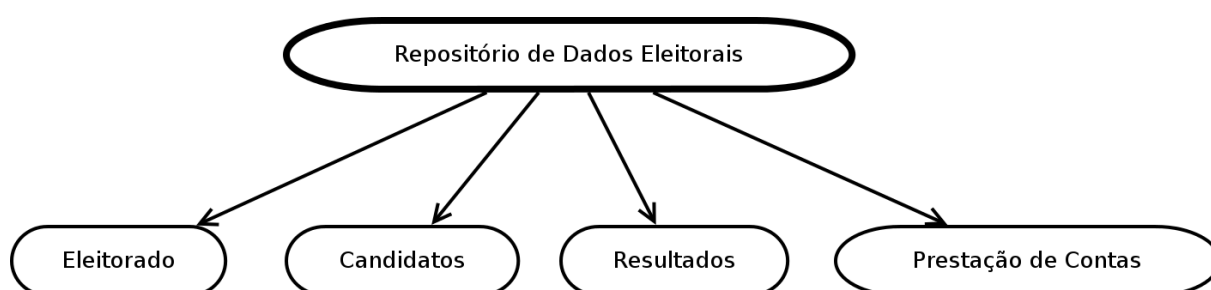 Repositório de Dados Eleitorais
Eleitorado
Candidatos
Resultados
Prestação de Contas